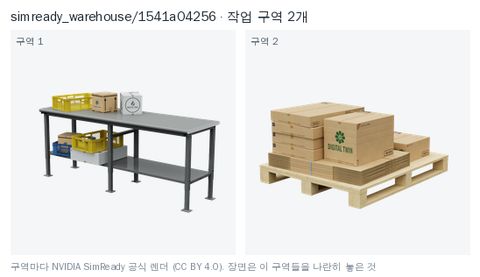 simready_warehouse/1541a04256 · 작업 구역 2개
구역 1
구역 2
DIGITAL TWIN
구역마다 NVIDIA SimReady 공식 렌더 (CC BY 4.0). 장면은 이 구역들을 나란히 놓은 것